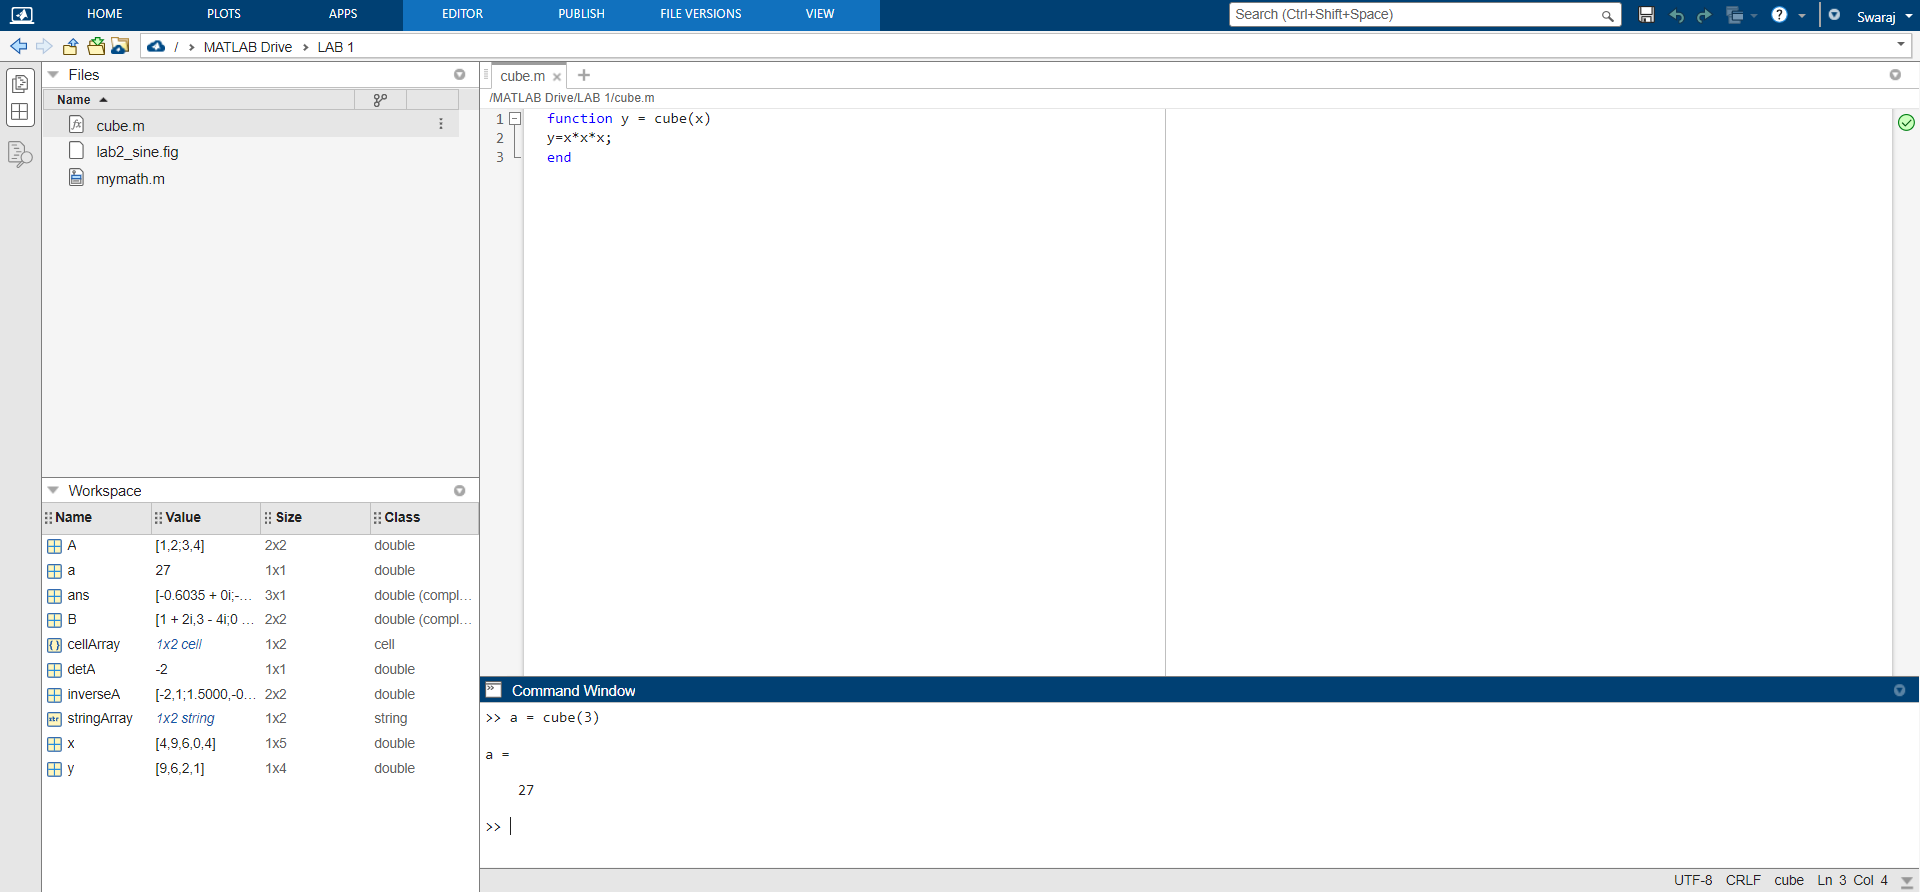 HOME PLOTS APPS EDITOR PUBLISH FILE VERSIONS VIEW Search (Ctrl+Shift+Space) Swaraj
/ › MATLAB Drive › LAB 1
Files
Name
cube.m
lab2_sine.fig
mymath.m
cube.m × +
/MATLAB Drive/LAB 1/cube.m
1 function y = cube(x)
2 y=x*x*x;
3 end
Workspace
Name Value Size Class
A [1,2;3,4] 2x2 double
a 27 1x1 double
ans [-0.6035 + 0i;-... 3x1 double (compl...
B [1 + 2i,3 - 4i;0 ... 2x2 double (compl...
cellArray 1x2 cell 1x2 cell
detA -2 1x1 double
inverseA [-2,1;1.5000,-0... 2x2 double
stringArray 1x2 string 1x2 string
x [4,9,6,0,4] 1x5 double
y [9,6,2,1] 1x4 double
Command Window
>> a = cube(3)
a =
27
>>
UTF-8 CRLF cube Ln 3 Col 4